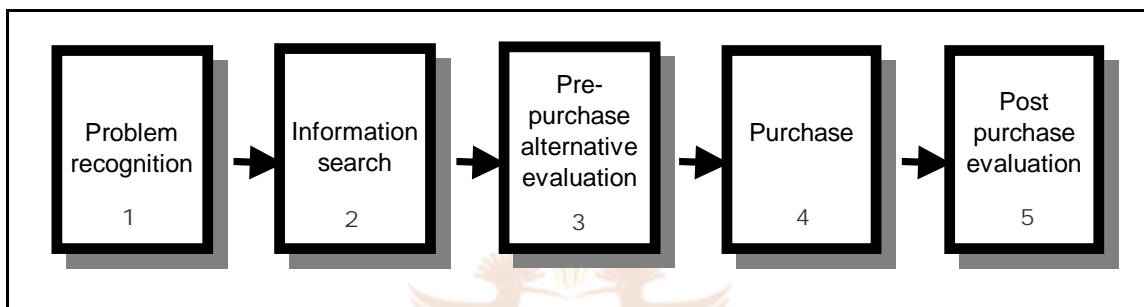 Problem
recognition
1
Information
search
2
Pre-
purchase
alternative
evaluation
3
Purchase
4
Post
purchase
evaluation
5